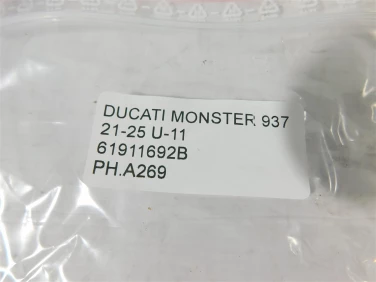 DUCATI MONSTER 937
21-25 U-11
61911692B
PH.A269